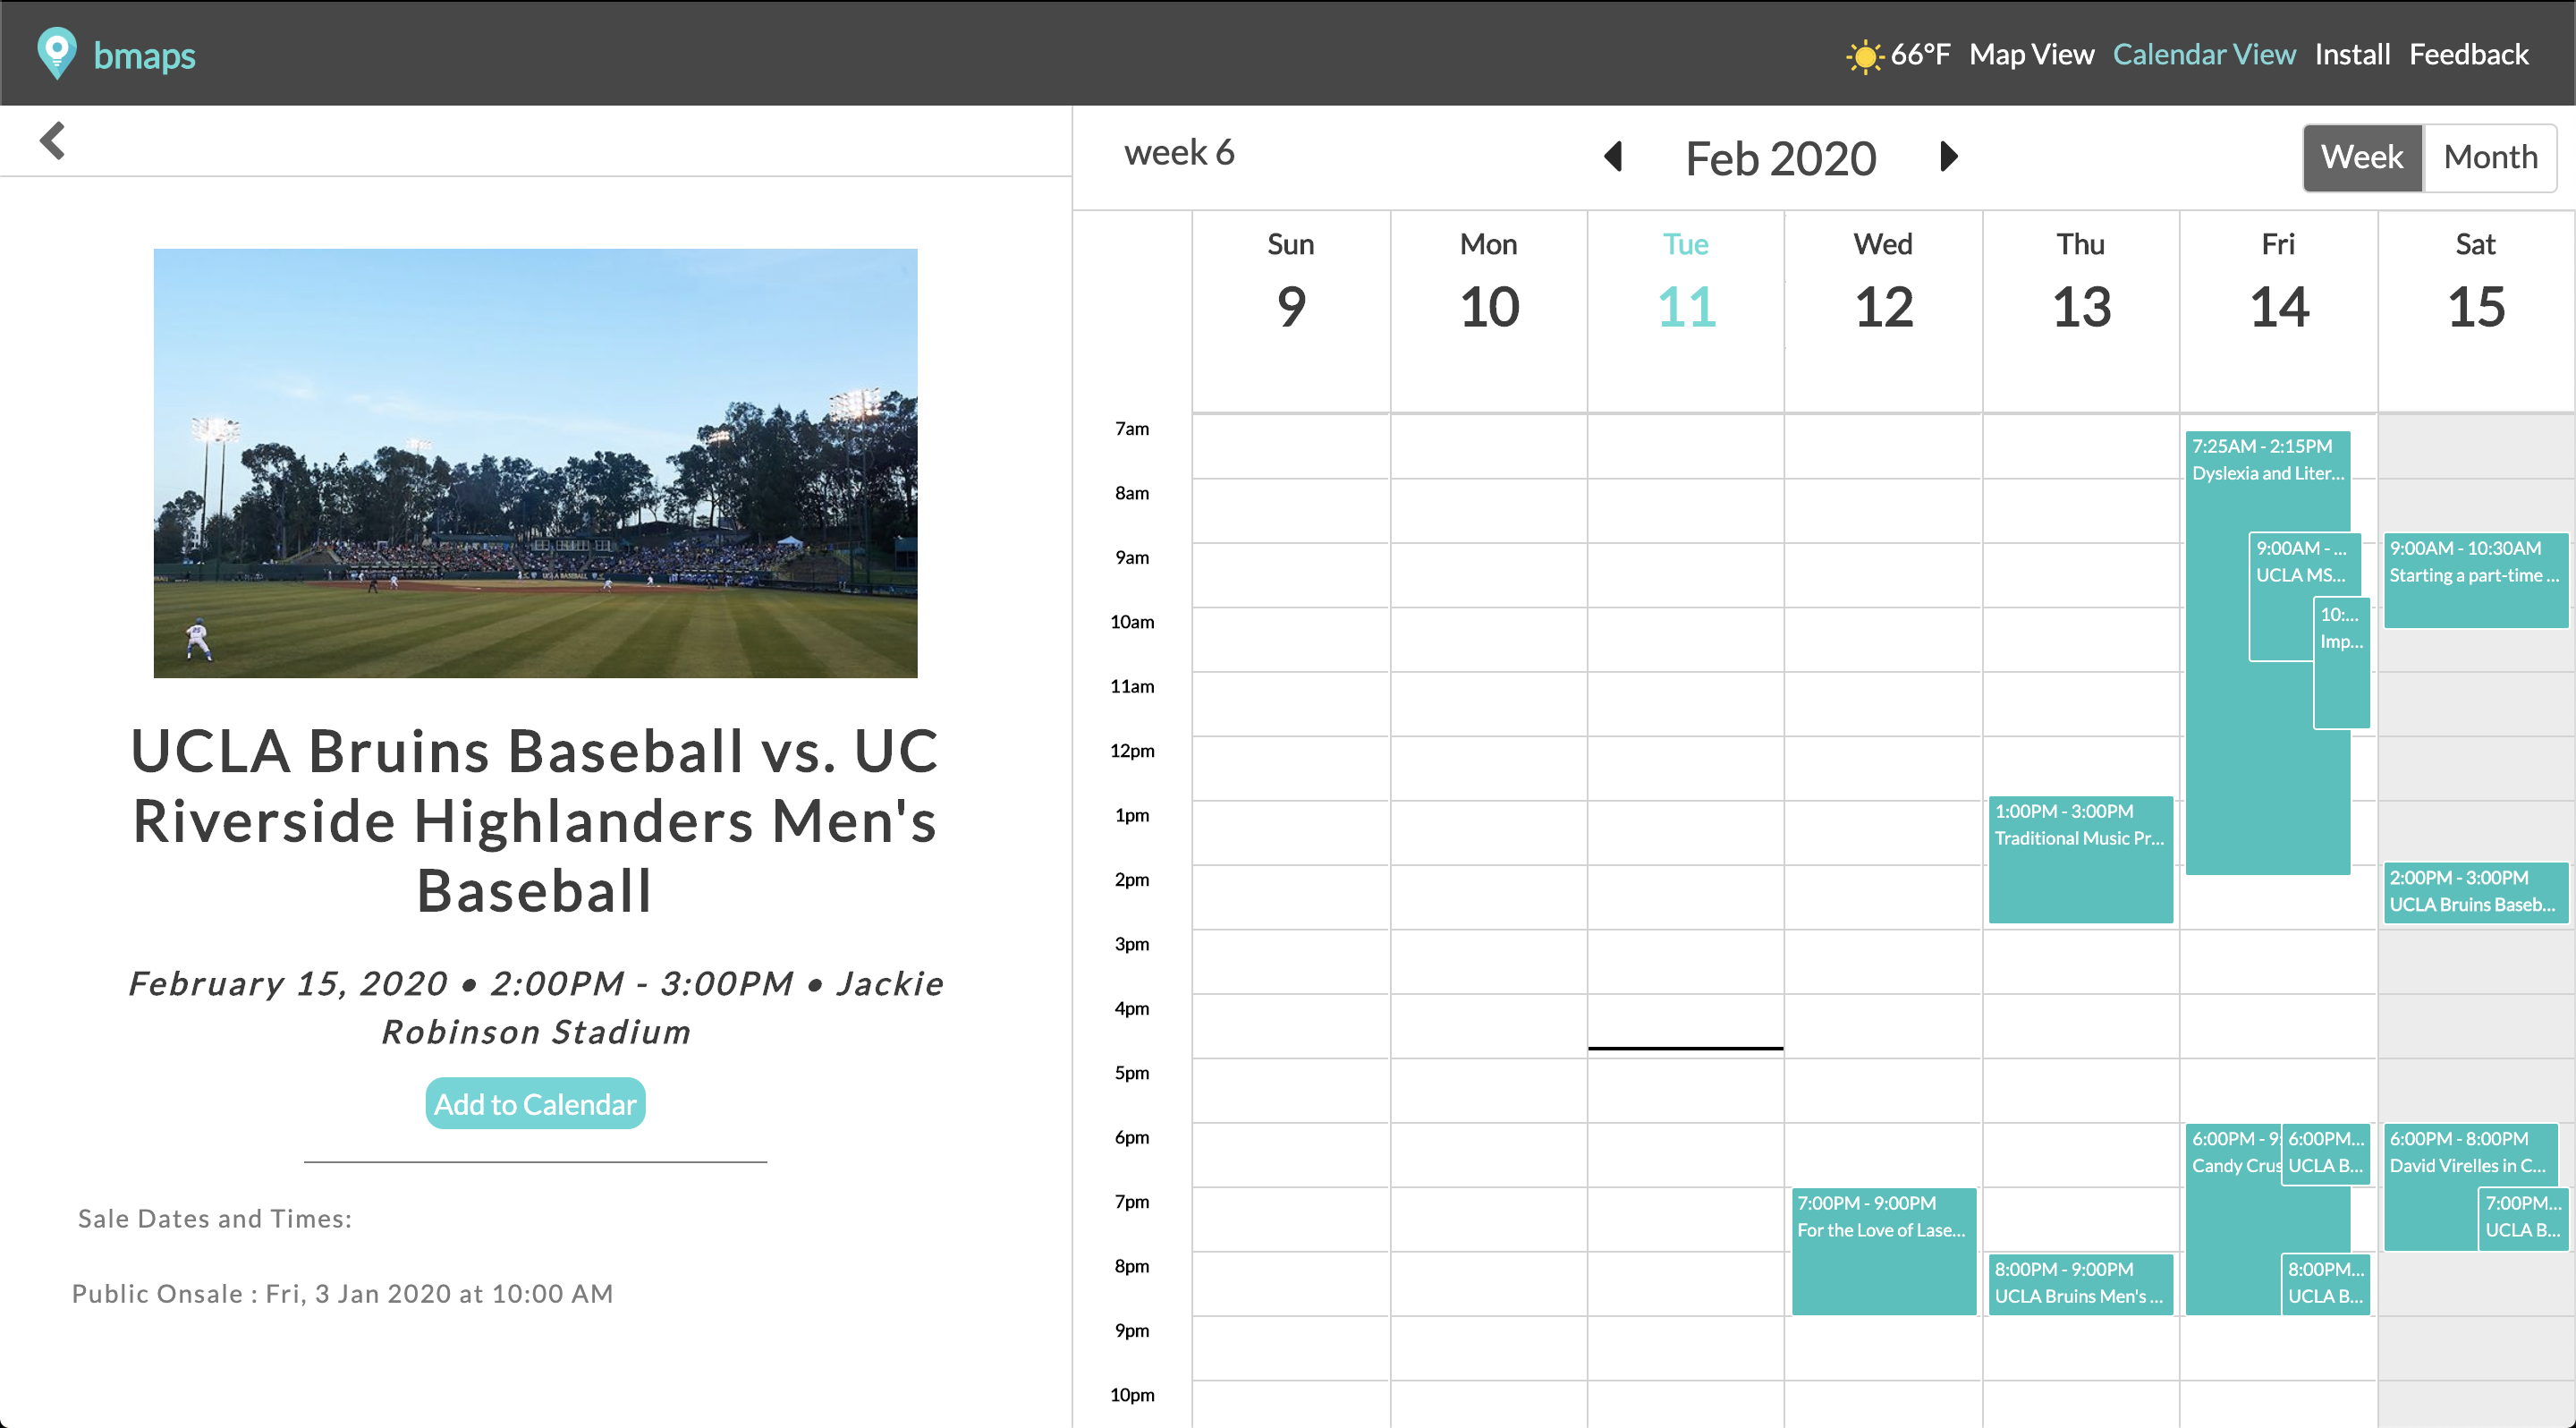 bmaps
66°F Map View Calendar View Install Feedback
UCLA Bruins Baseball vs. UC
Riverside Highlanders Men's
Baseball
February 15, 2020 • 2:00PM - 3:00PM • Jackie
Robinson Stadium
Add to Calendar
Sale Dates and Times:
Public Onsale : Fri, 3 Jan 2020 at 10:00 AM
week 6
Feb 2020
Week Month
Sun Mon Tue Wed Thu Fri Sat
9 10 11 12 13 14 15
7am
8am
9am
10am
11am
12pm
1pm
2pm
3pm
4pm
5pm
6pm
7pm
8pm
9pm
10pm
7:00PM - 9:00PM
For the Love of Lase...
1:00PM - 3:00PM
Traditional Music Pr...
8:00PM - 9:00PM
UCLA Bruins Men's ...
7:25AM - 2:15PM
Dyslexia and Liter...
9:00AM - ...
UCLA MS...
10:...
Imp...
6:00PM - 9:
Candy Crus
6:00PM...
UCLA B...
8:00PM...
UCLA B...
9:00AM - 10:30AM
Starting a part-time ...
2:00PM - 3:00PM
UCLA Bruins Baseb...
6:00PM - 8:00PM
David Virelles in C...
7:00PM...
UCLA B...